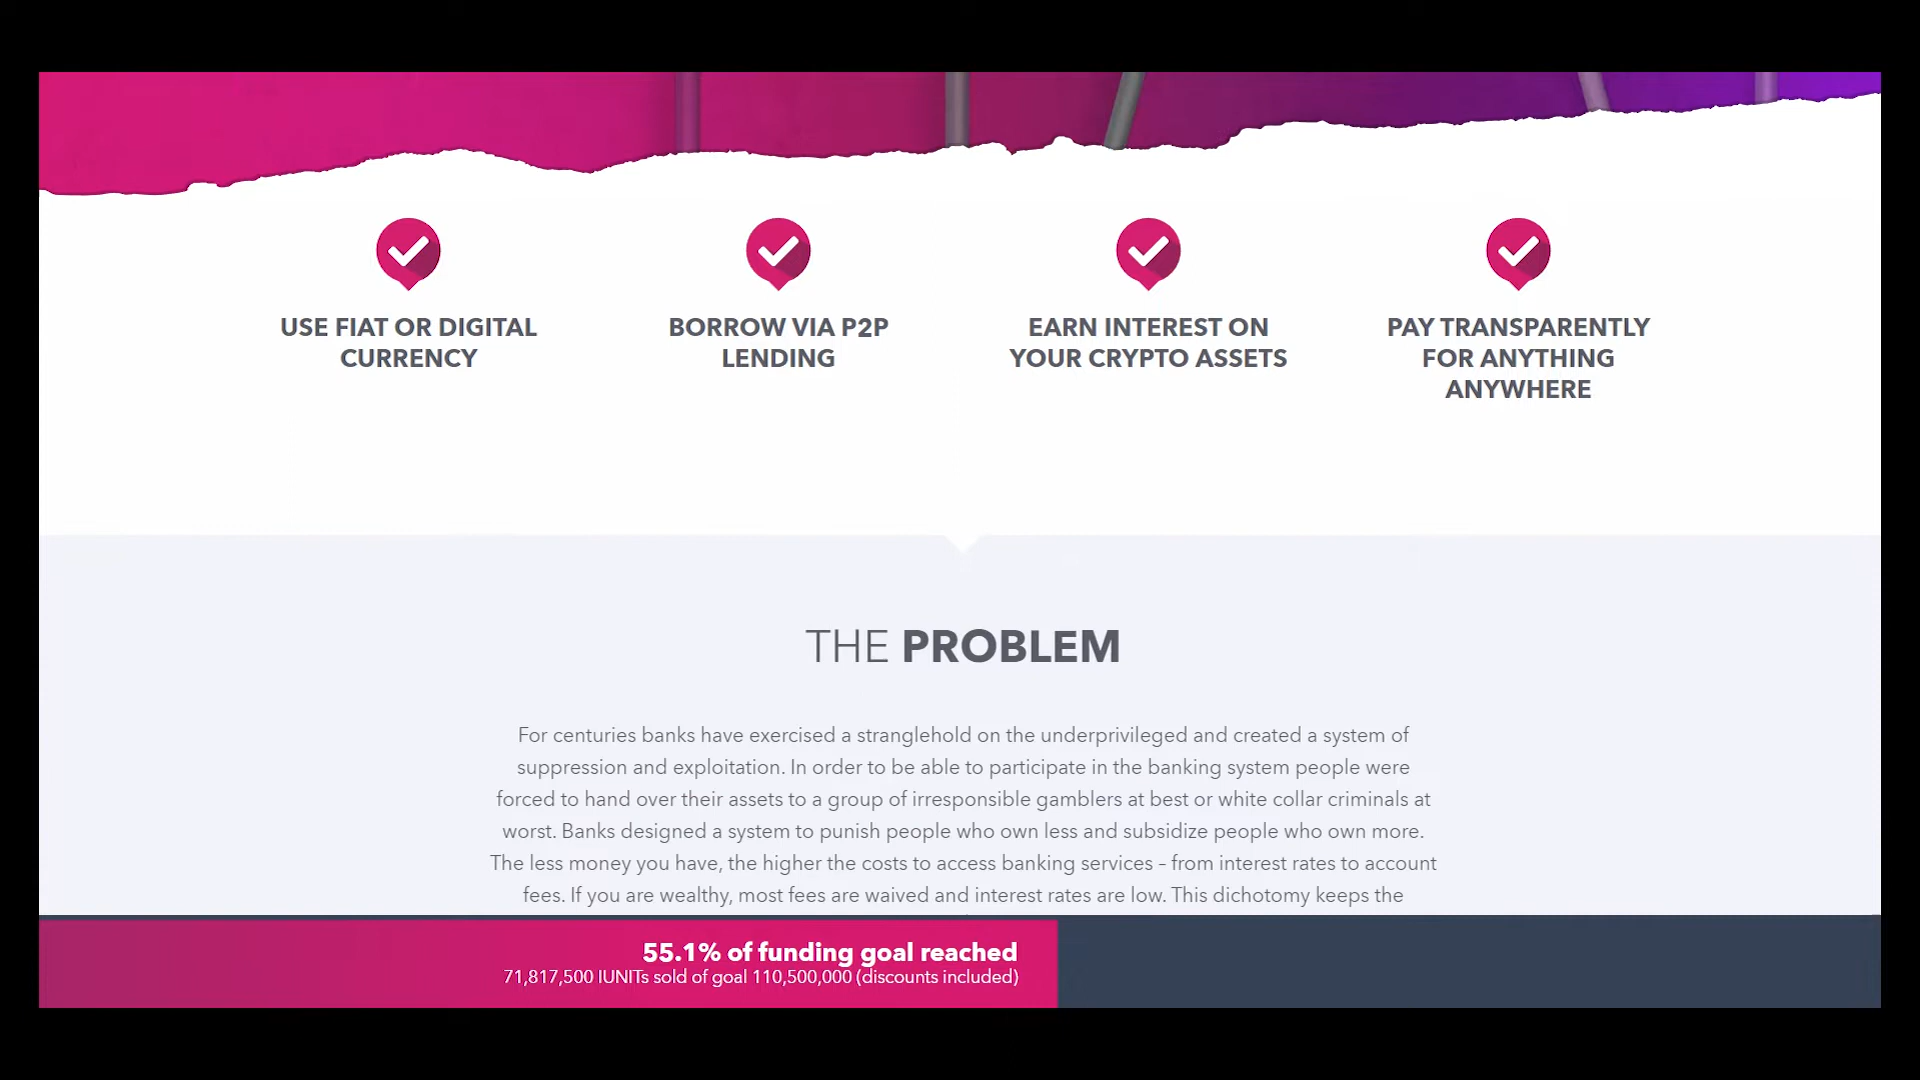 USE FIAT OR DIGITAL
CURRENCY
BORROW VIA P2P
LENDING
EARN INTEREST ON
YOUR CRYPTO ASSETS
PAY TRANSPARENTLY
FOR ANYTHING
ANYWHERE
THE PROBLEM
For centuries banks have exercised a stranglehold on the underprivileged and created a system of
suppression and exploitation. In order to be able to participate in the banking system people were
forced to hand over their assets to a group of irresponsible gamblers at best or white collar criminals at
worst. Banks designed a system to punish people who own less and subsidize people who own more.
The less money you have, the higher the costs to access banking services – from interest rates to account
fees. If you are wealthy, most fees are waived and interest rates are low. This dichotomy keeps the
55.1% of funding goal reached
71,817,500 IUNITs sold of goal 110,500,000 (discounts included)